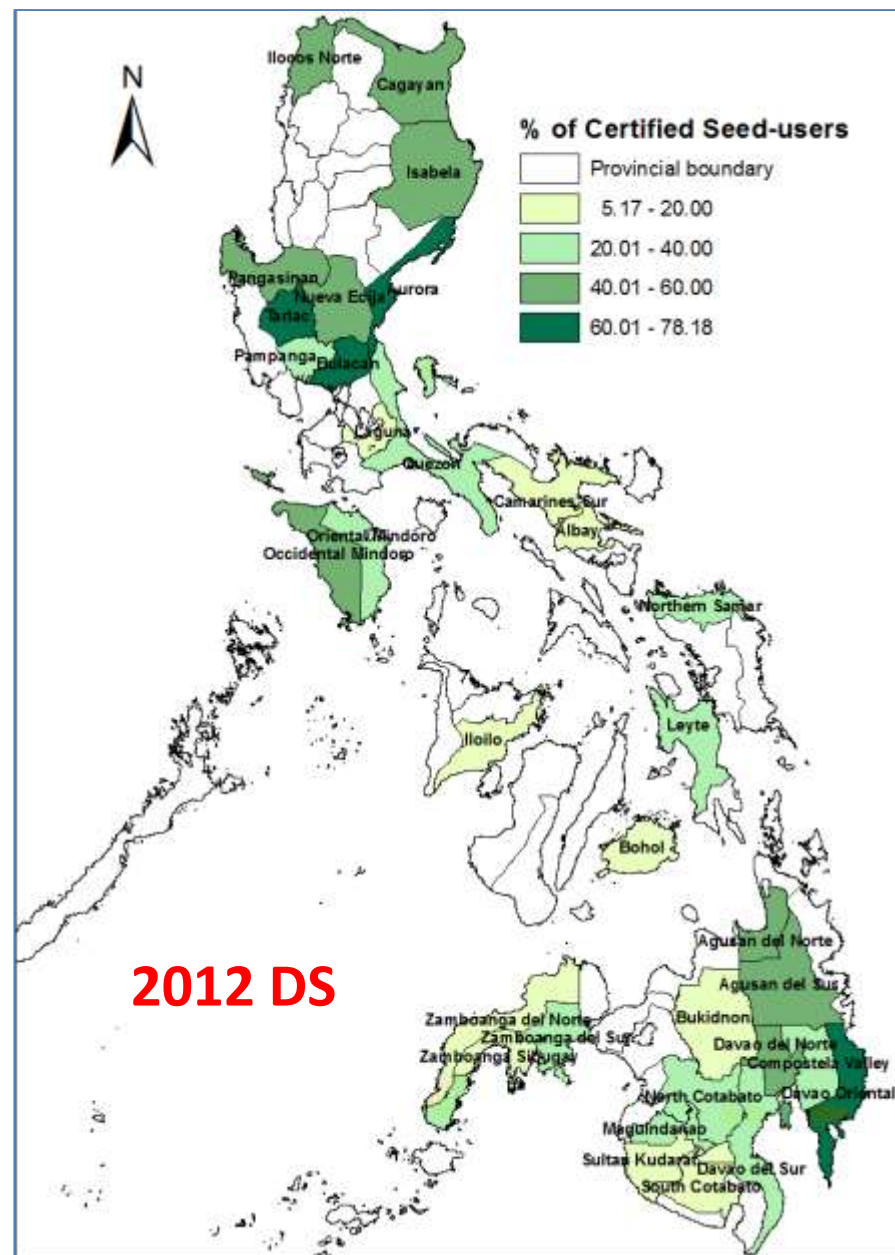 Ilocos Norte
N
Cagayan
% of Certified Seed-users
Provincial boundary
Isabela
5.17 - 20.00
20.01 - 40.00
Pangasinan
Aurora
40.01 - 60.00
Nueva Ecija
Tarlac
60.01 - 78.18
Pampanga
Bulacan
Laguna
Quezon
Camarines Sur
Albay
Oriental Mindoro
Occidental Mindoro
Northern Samar
Leyte
Iloilo
Bohol
Agusan del Norte
2012 DS
Agusan del Sur
Bukidnon
Zamboanga del Norte
Zamboanga del Sur
Davao del Norte
Zamboanga Sibugay
Compostela Valley
Davao Oriental
North Cotabato
Maguindanao
Sultan Kudarat
Davao del Sur
South Cotabato